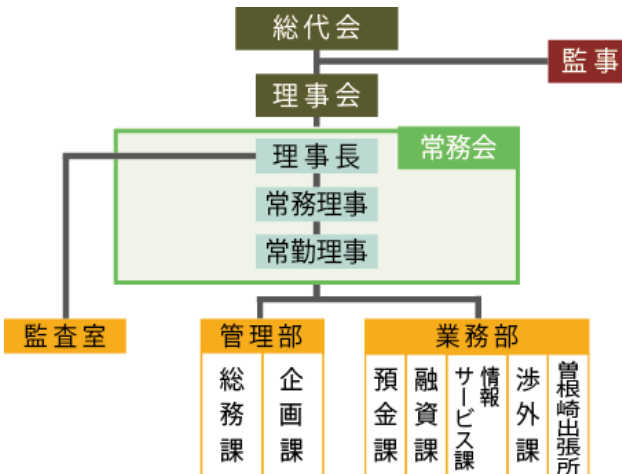 総代会
監事
理事会
常務会
理事長
常務理事
常勤理事
監査室
管理部
業務部
総務課
企画課
預金課
融資課
情報
サービス課
渉外課
曽根崎出張所